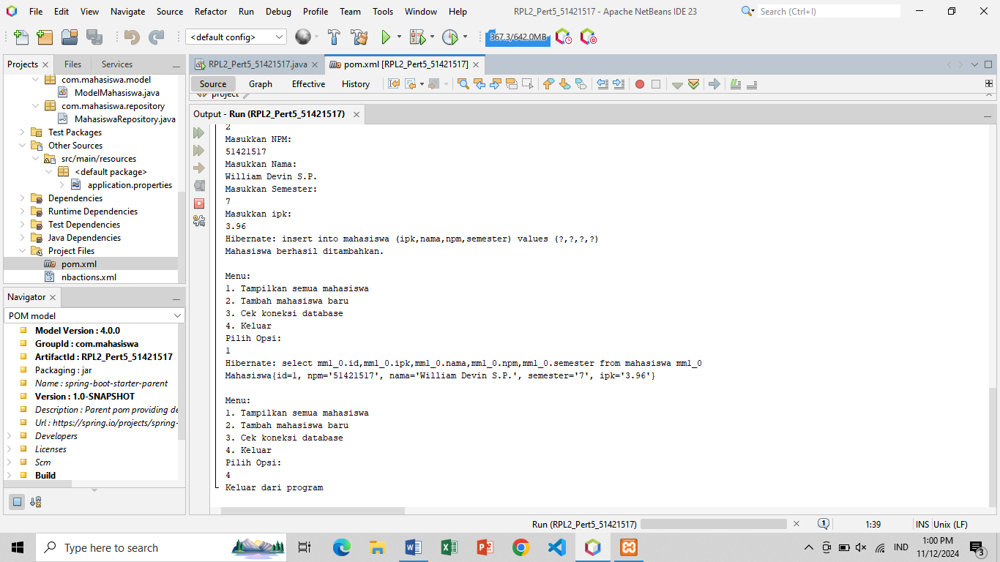 File Edit View Navigate Source Refactor Run Debug Profile Team Tools Window Help RPL2_Pert5_51421517 - Apache NetBeans IDE 23 Search (Ctrl+I)
<default config> 367.3/642.0MB
Projects Files Services
com.mahasiswa.model
ModelMahasiswa.java
com.mahasiswa.repository
MahasiswaRepository.java
Test Packages
Other Sources
src/main/resources
<default package>
application.properties
Dependencies
Runtime Dependencies
Test Dependencies
Java Dependencies
Project Files
pom.xml
nbactions.xml
Navigator
POM model
Model Version : 4.0.0
GroupId : com.mahasiswa
ArtifactId : RPL2_Pert5_51421517
Packaging : jar
Name : spring-boot-starter-parent
Version : 1.0-SNAPSHOT
Description : Parent pom providing de
Url : https://spring.io/projects/spring-
Developers
Licenses
Scm
Build
RPL2_Pert5_51421517.java pom.xml [RPL2_Pert5_51421517]
Source Graph Effective History
project
Output - Run (RPL2_Pert5_51421517)
2
Masukkan NPM:
51421517
Masukkan Nama:
William Devin S.P.
Masukkan Semester:
7
Masukkan ipk:
3.96
Hibernate: insert into mahasiswa (ipk,nama,npm,semester) values (?,?,?,?)
Mahasiswa berhasil ditambahkan.
Menu:
1. Tampilkan semua mahasiswa
2. Tambah mahasiswa baru
3. Cek koneksi database
4. Keluar
Pilih Opsi:
1
Hibernate: select mm1_0.id,mm1_0.ipk,mm1_0.nama,mm1_0.npm,mm1_0.semester from mahasiswa mm1_0
Mahasiswa{id=1, npm='51421517', nama='William Devin S.P.', semester='7', ipk='3.96'}
Menu:
1. Tampilkan semua mahasiswa
2. Tambah mahasiswa baru
3. Cek koneksi database
4. Keluar
Pilih Opsi:
4
Keluar dari program
Run (RPL2_Pert5_51421517) 1 1:39 INS Unix (LF)
Type here to search IND 1:00 PM
11/12/2024 3